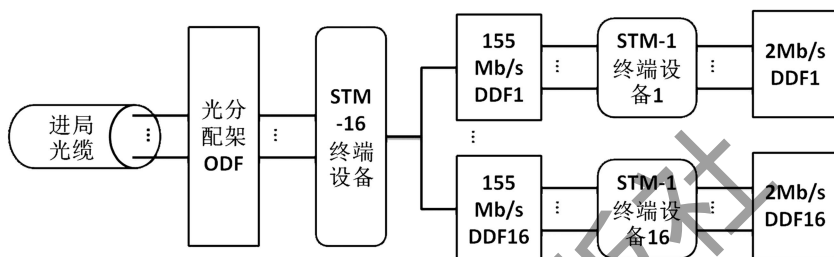 进局
光缆
⋮
光分
配架
ODF
⋮
STM
-16
终端
设备
155
Mb/s
DDF1
⋮
STM-1
终端设
备1
⋮
2Mb/s
DDF1
⋮
155
Mb/s
DDF16
⋮
STM-1
终端设
备16
⋮
2Mb/s
DDF16
版社